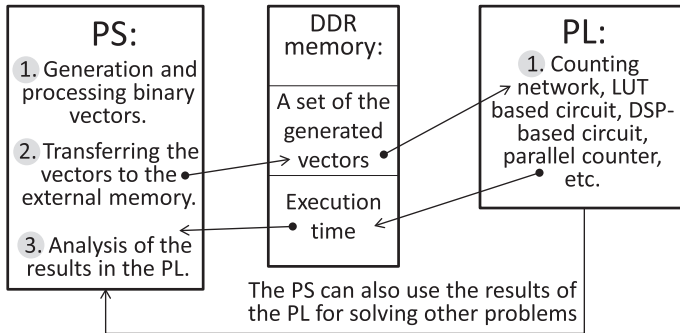 PS:
1. Generation and
processing binary
vectors.
2. Transferring the
vectors to the
external memory.
3. Analysis of the
results in the PL.
DDR
memory:
A set of the
generated
vectors
Execution
time
PL:
1. Counting
network, LUT
based circuit, DSP-
based circuit,
parallel counter,
etc.
The PS can also use the results of
the PL for solving other problems